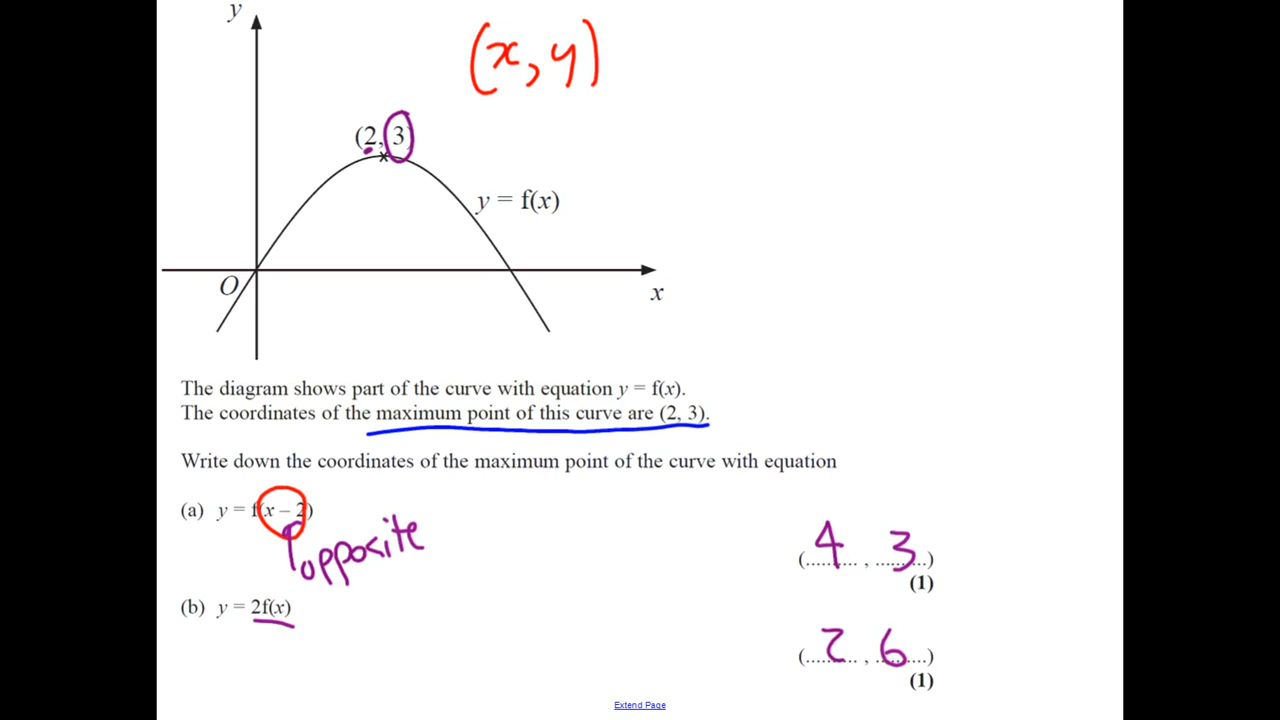 y
(x, y)
(2, 3)
y = f(x)
O
x
The diagram shows part of the curve with equation y = f(x).
The coordinates of the maximum point of this curve are (2, 3).
Write down the coordinates of the maximum point of the curve with equation
(a) y = f(x – 2)
opposite
(....4...... , ....3......)
(1)
(b) y = 2f(x)
(....2...... , ....6......)
(1)
Extend Page